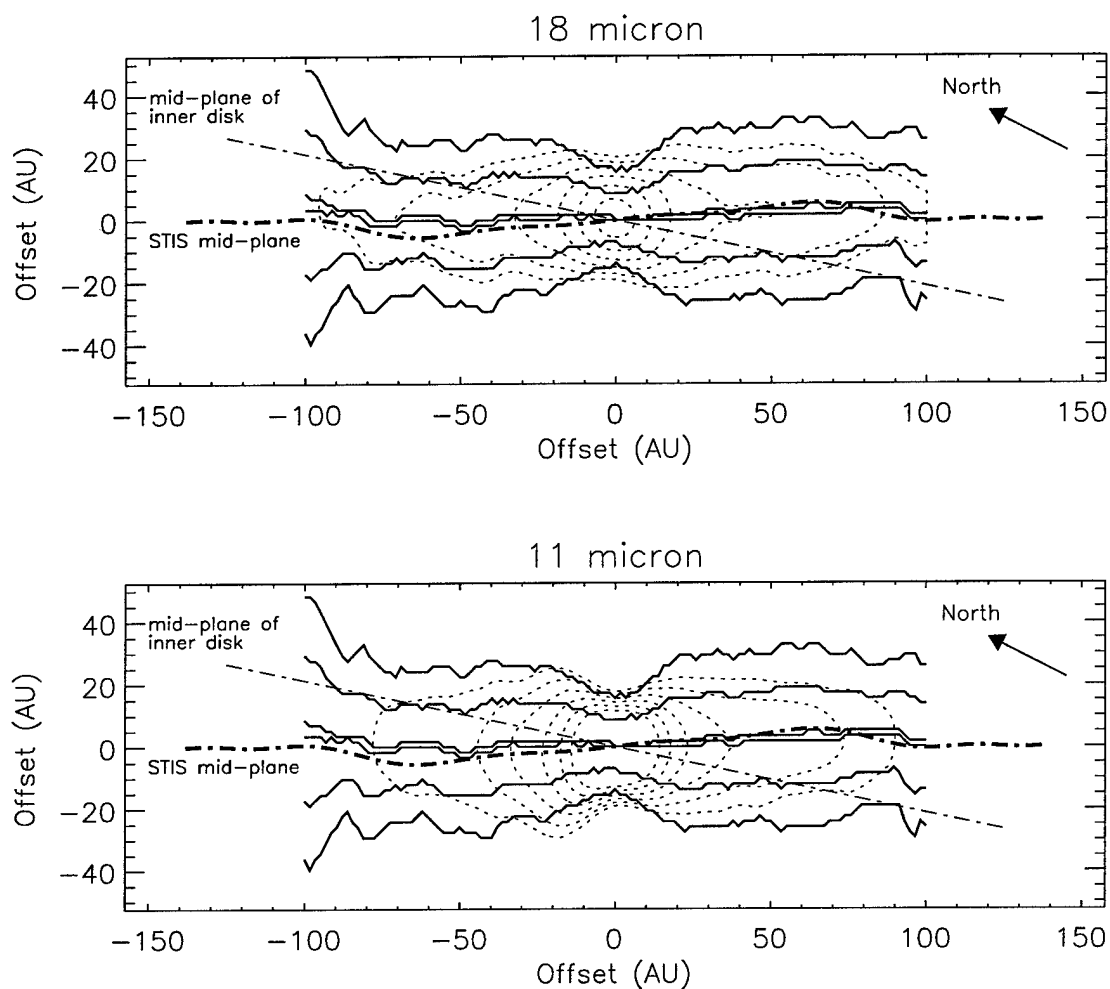 18 micron
mid-plane of
inner disk
North
STIS mid-plane
40
20
0
-20
-40
Offset (AU)
-150 -100 -50 0 50 100 150
Offset (AU)
11 micron
mid-plane of
inner disk
North
STIS mid-plane
40
20
0
-20
-40
Offset (AU)
-150 -100 -50 0 50 100 150
Offset (AU)